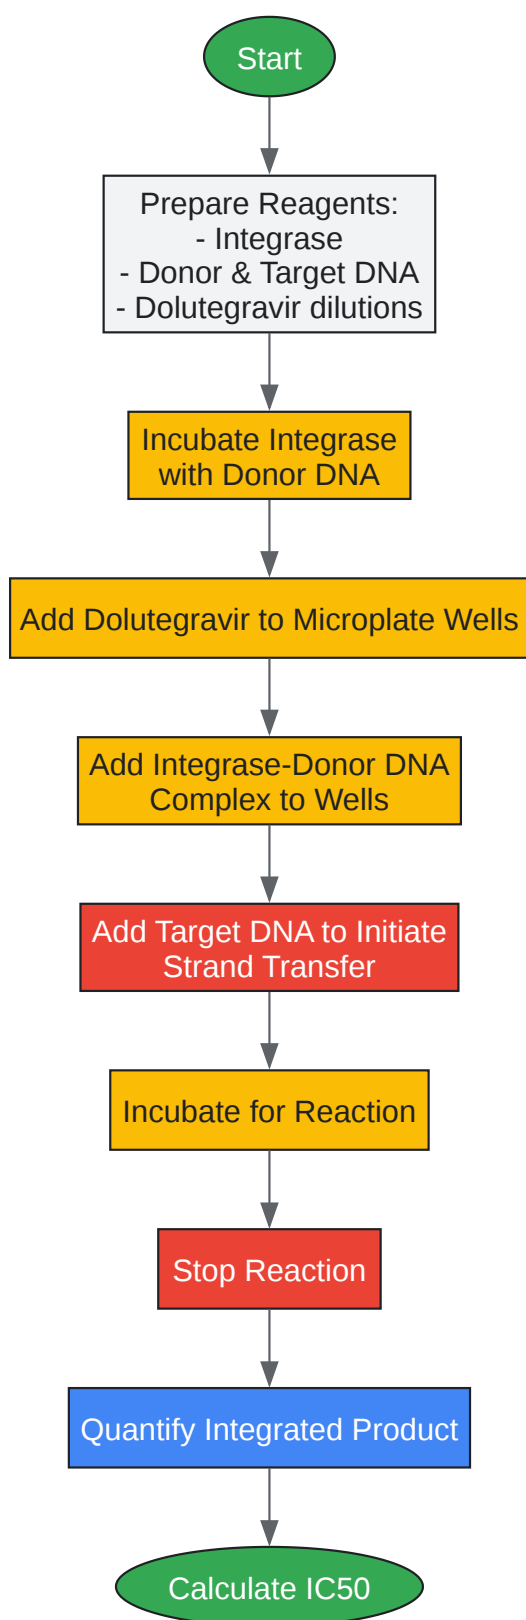 Start
Prepare Reagents:
- Integrase
- Donor & Target DNA
- Dolutegravir dilutions
Incubate Integrase
with Donor DNA
Add Dolutegravir to Microplate Wells
Add Integrase-Donor DNA
Complex to Wells
Add Target DNA to Initiate
Strand Transfer
Incubate for Reaction
Stop Reaction
Quantify Integrated Product
Calculate IC50